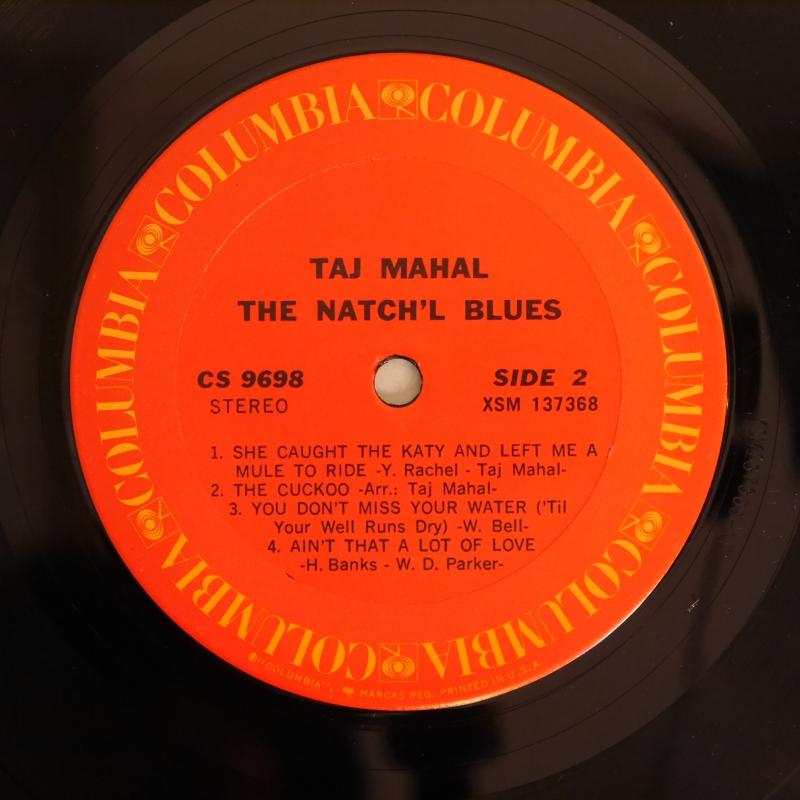 COLUMBIA COLUMBIA COLUMBIA COLUMBIA COLUMBIA COLUMBIA COLUMBIA COLUMBIA
TAJ MAHAL
THE NATCH'L BLUES
CS 9698
STEREO
SIDE 2
XSM 137368
1. SHE CAUGHT THE KATY AND LEFT ME A
MULE TO RIDE -Y. Rachel - Taj Mahal-
2. THE CUCKOO -Arr.: Taj Mahal-
3. YOU DON'T MISS YOUR WATER ('Til
Your Well Runs Dry) -W. Bell-
4. AIN'T THAT A LOT OF LOVE
-H. Banks - W. D. Parker-
℗"COLUMBIA", MARCAS REG. PRINTED IN U.S.A.